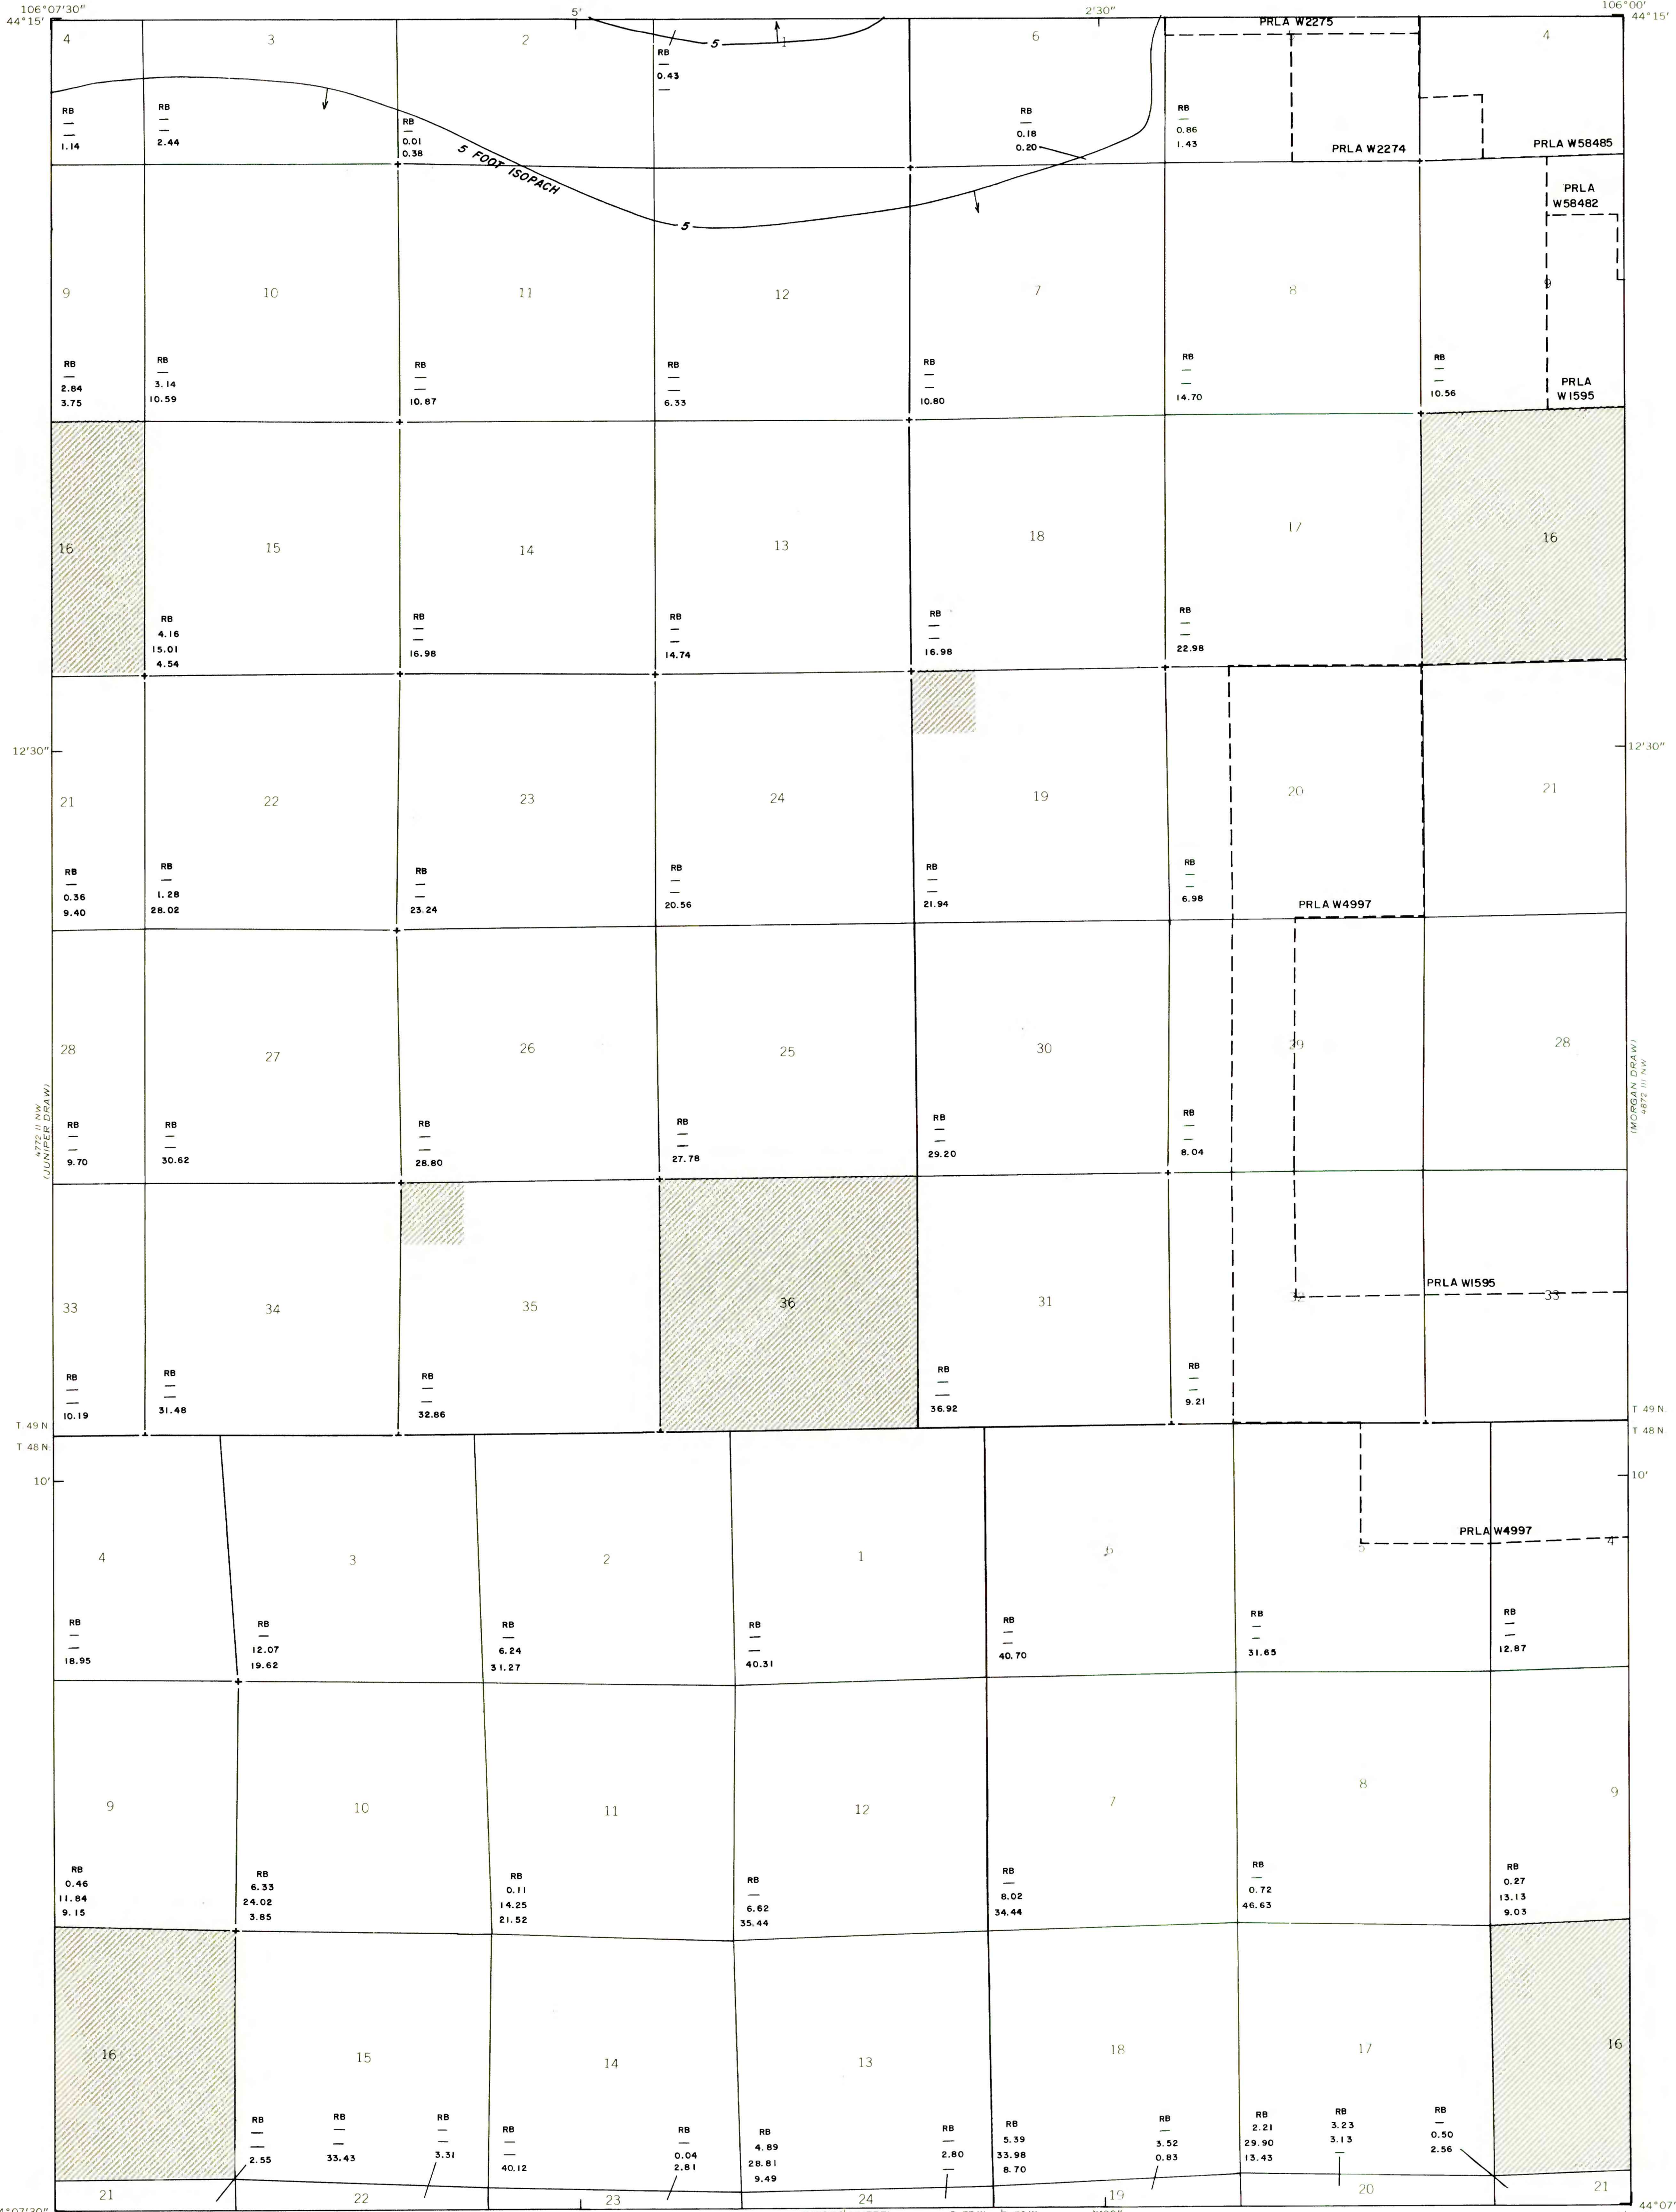 106°07'30" 5' 2'30" 106°00'
44°15' 44°15'
PRLA W2275
4 3 2 5 1 6 4
RB
—
0.43
—
RB
—
—
1.14
RB
—
—
2.44
RB
—
0.01
0.38
RB
—
0.18
0.20
RB
—
0.86
1.43
5 FOOT ISOPACH
PRLA W2274
PRLA W58485
PRLA
W58482
5
9 10 11 12 7 8 9
RB
—
2.84
3.75
RB
—
3.14
10.59
RB
—
—
10.87
RB
—
—
6.33
RB
—
—
10.80
RB
—
—
14.70
RB
—
—
10.56
PRLA
W1595
16 15 14 13 18 17 16
RB
4.16
15.01
4.54
RB
—
—
16.98
RB
—
—
14.74
RB
—
—
16.98
RB
—
—
22.98
12'30" 12'30"
21 22 23 24 19 20 21
RB
—
0.36
9.40
RB
—
1.28
28.02
RB
—
—
23.24
RB
—
—
20.56
RB
—
—
21.94
RB
—
—
6.98
PRLA W4997
28 27 26 25 30 29 28
4772 II NW
(JUNIPER DRAW)
(MORGAN DRAW)
4872 III NW
RB
—
—
9.70
RB
—
—
30.62
RB
—
—
28.80
RB
—
—
27.78
RB
—
—
29.20
RB
—
—
8.04
PRLA W1595
33 34 35 36 31 32 33
RB
—
—
10.19
RB
—
—
31.48
RB
—
—
32.86
RB
—
—
36.92
RB
—
—
9.21
T 49 N T 49 N
T 48 N T 48 N
10' 10'
PRLA W4997
4 3 2 1 6 5 4
RB
—
—
18.95
RB
—
12.07
19.62
RB
—
6.24
31.27
RB
—
—
40.31
RB
—
—
40.70
RB
—
—
31.65
RB
—
—
12.87
9 10 11 12 7 8 9
RB
0.46
11.84
9.15
RB
6.33
24.02
3.85
RB
0.11
14.25
21.52
RB
—
6.62
35.44
RB
—
8.02
34.44
RB
—
0.72
46.63
RB
0.27
13.13
9.03
16 15 14 13 18 17 16
RB
—
—
2.55
RB
—
—
33.43
RB
—
—
3.31
RB
—
—
40.12
RB
—
0.04
2.81
RB
4.89
28.81
9.49
RB
—
2.80
—
RB
5.39
33.98
8.70
RB
—
3.52
0.83
RB
2.21
29.90
13.43
RB
3.23
3.13
—
RB
—
0.50
2.56
21 22 23 24 19 20 21